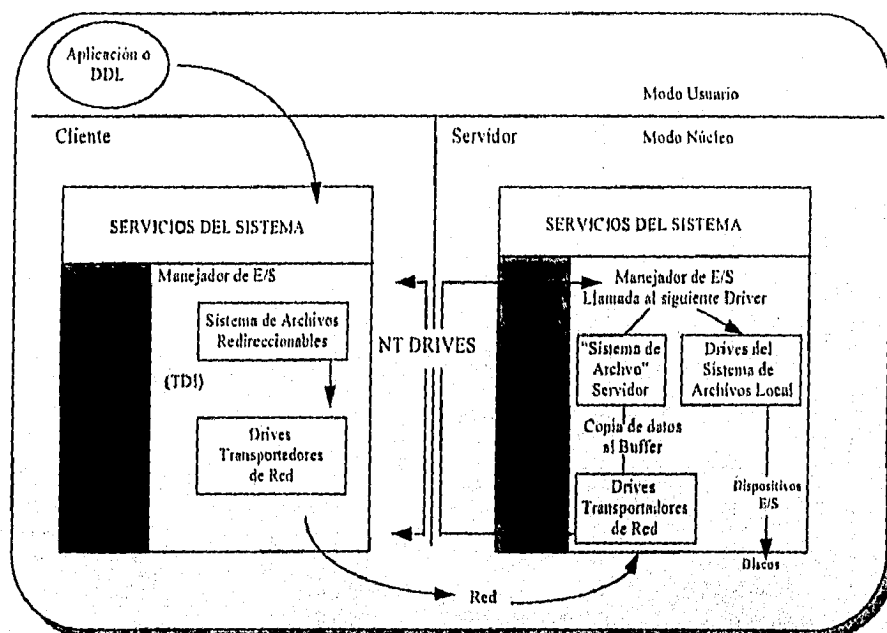 Aplicación o
DDL
Modo Usuario
Cliente
Servidor
Modo Núcleo
SERVICIOS DEL SISTEMA
Manejador de E/S
Sistema de Archivos
Redireccionables
(TDI)
Drives
Transportedores
de Red
NT DRIVES
SERVICIOS DEL SISTEMA
Manejador de E/S
Llamada al siguiente Driver
"Sistema de
Archivo"
Servidor
Drives del
Sistema de
Archivos Local
Copia de datos
al Buffer
Drives
Transportadores
de Red
Dispositivos
E/S
Discos
Red